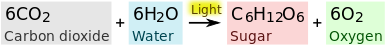 6CO₂ + 6H₂O Light → C₆H₁₂O₆ + 6O₂
Carbon dioxide Water Sugar Oxygen